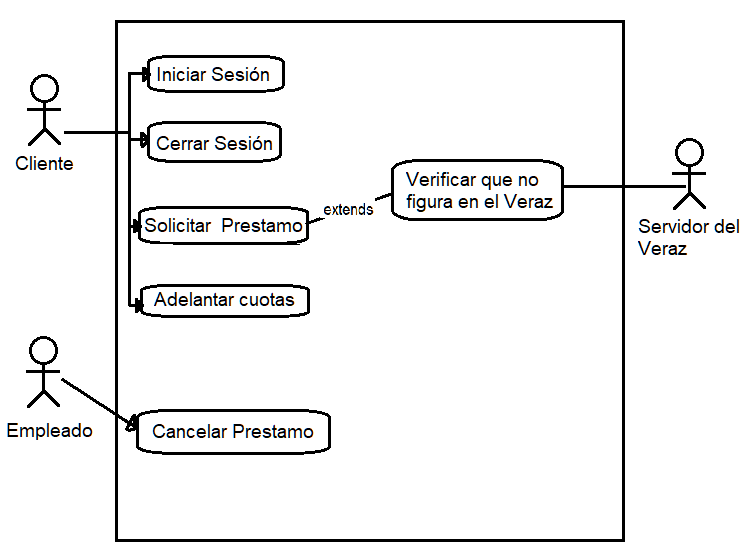 Iniciar Sesión
Cliente
Cerrar Sesión
Solicitar Prestamo
extends
Verificar que no
figura en el Veraz
Servidor del
Veraz
Adelantar cuotas
Empleado
Cancelar Prestamo